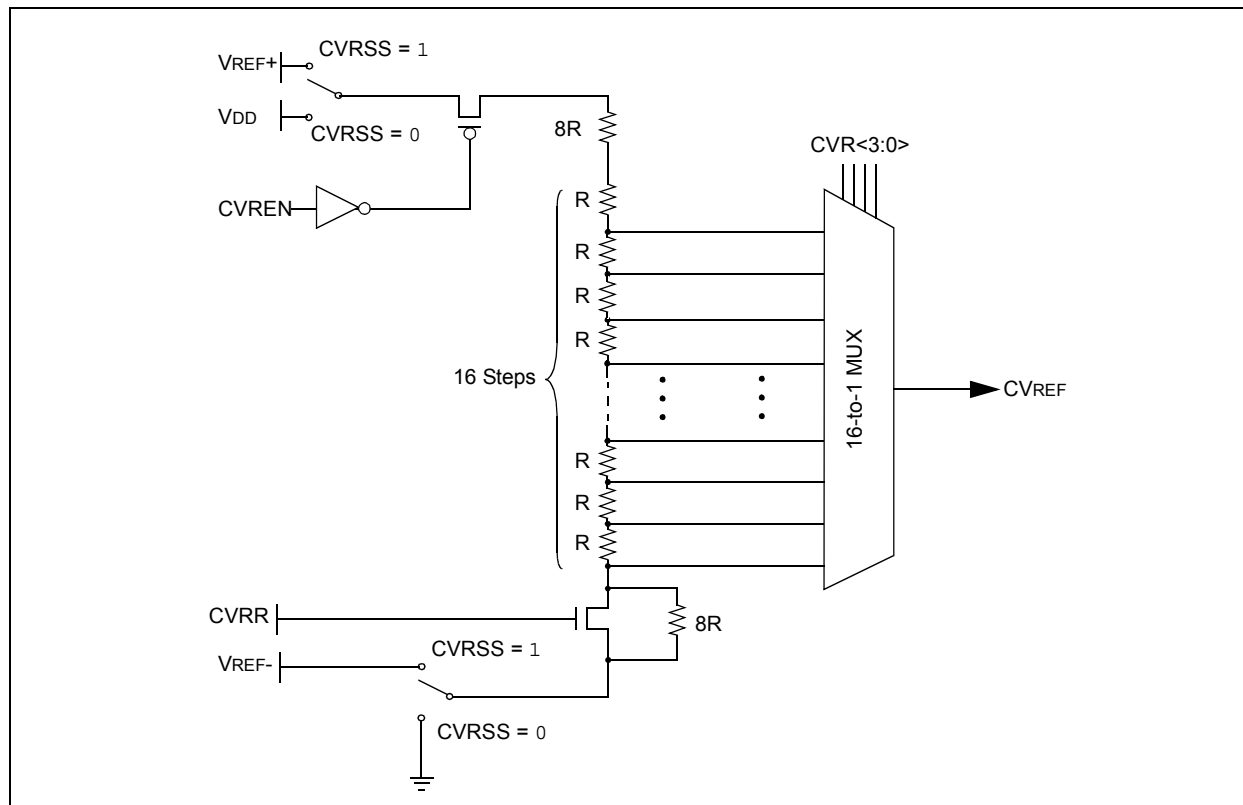 CVRSS = 1
VREF+
VDD
CVRSS = 0
8R
CVREN
CVR<3:0>
R
R
R
R
16 Steps
16-to-1 MUX
CVREF
R
R
R
CVRR
8R
CVRSS = 1
VREF-
CVRSS = 0